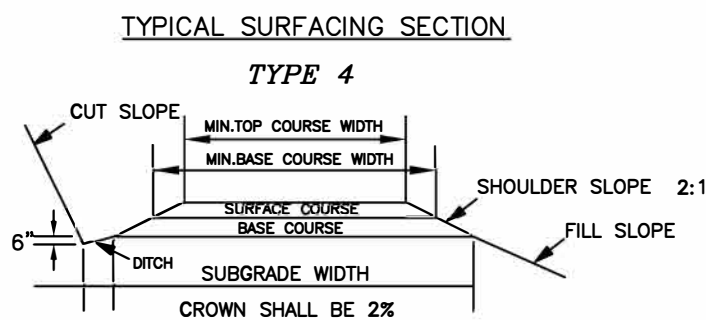 TYPICAL SURFACING SECTION
TYPE 4
CUT SLOPE
MIN.TOP COURSE WIDTH
MIN.BASE COURSE WIDTH
SHOULDER SLOPE 2:1
SURFACE COURSE
BASE COURSE
FILL SLOPE
6"
DITCH
SUBGRADE WIDTH
CROWN SHALL BE 2%